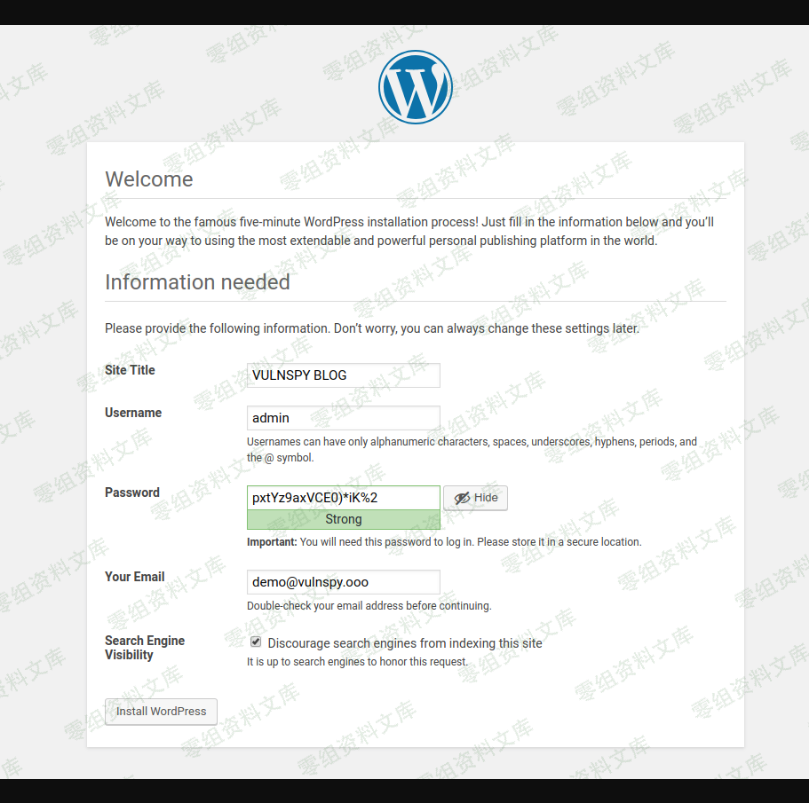 Welcome
Welcome to the famous five-minute WordPress installation process! Just fill in the information below and you'll
be on your way to using the most extendable and powerful personal publishing platform in the world.
Information needed
Please provide the following information. Don't worry, you can always change these settings later.
Site Title
VULNSPY BLOG
Username
admin
Usernames can have only alphanumeric characters, spaces, underscores, hyphens, periods, and
the @ symbol.
Password
pxtYz9axVCE0)*iK%2
Hide
Strong
Important: You will need this password to log in. Please store it in a secure location.
Your Email
demo@vulnspy.ooo
Double-check your email address before continuing.
Search Engine
Visibility
Discourage search engines from indexing this site
It is up to search engines to honor this request.
Install WordPress
零组资料文库